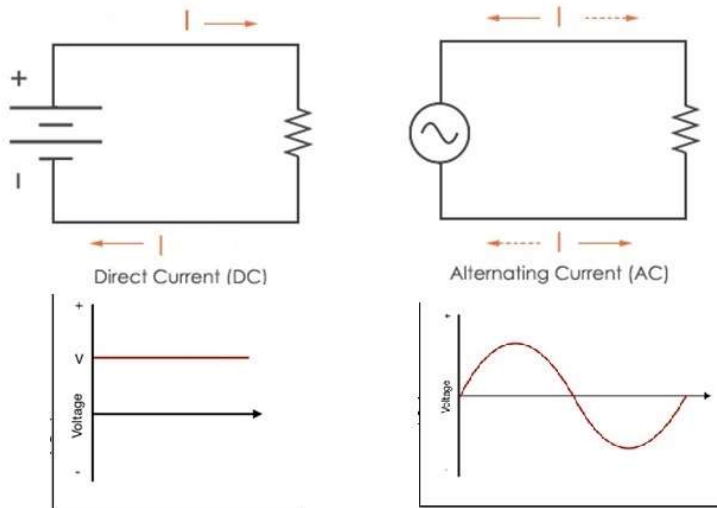 I
I
+
-
I
I
Direct Current (DC)
Alternating Current (AC)
+
V
Voltage
-
+
Voltage
-